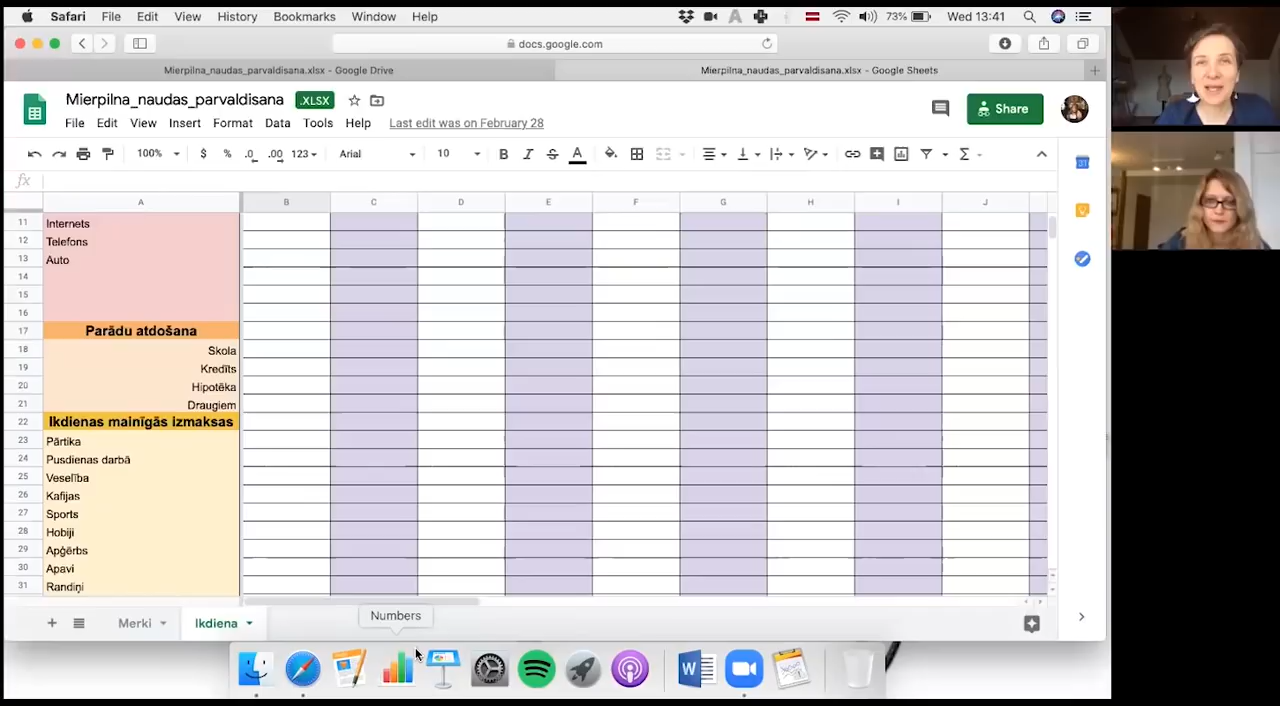 Safari File Edit View History Bookmarks Window Help 73% Wed 13:41
docs.google.com
Mierpilna_naudas_parvaldisana.xlsx - Google Drive Mierpilna_naudas_parvaldisana.xlsx - Google Sheets
Mierpilna_naudas_parvaldisana .XLSX
Share
File Edit View Insert Format Data Tools Help Last edit was on February 28
100% $ % .0 .00 123 Arial 10 B I S A
fx
A B C D E F G H I J
11 Internets
12 Telefons
13 Auto
14
15
16
17 Parādu atdošana
18 Skola
19 Kredīts
20 Hipotēka
21 Draugiem
22 Ikdienas mainīgās izmaksas
23 Pārtika
24 Pusdienas darbā
25 Veselība
26 Kafijas
27 Sports
28 Hobiji
29 Apģērbs
30 Apavi
31 Randiņi
Merki Ikdiena
Numbers